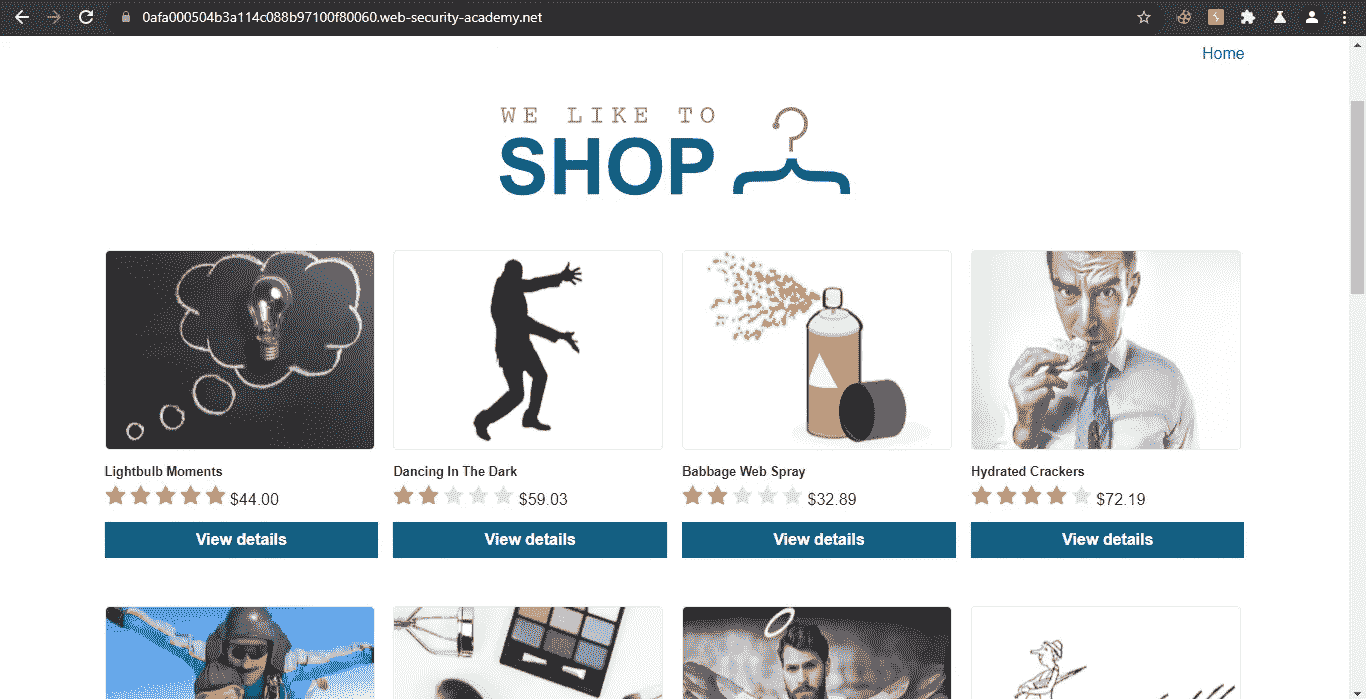 0afa000504b3a114c088b97100f80060.web-security-academy.net
Home
WE LIKE TO
SHOP
Lightbulb Moments
$44.00
View details
Dancing In The Dark
$59.03
View details
Babbage Web Spray
$32.89
View details
Hydrated Crackers
$72.19
View details